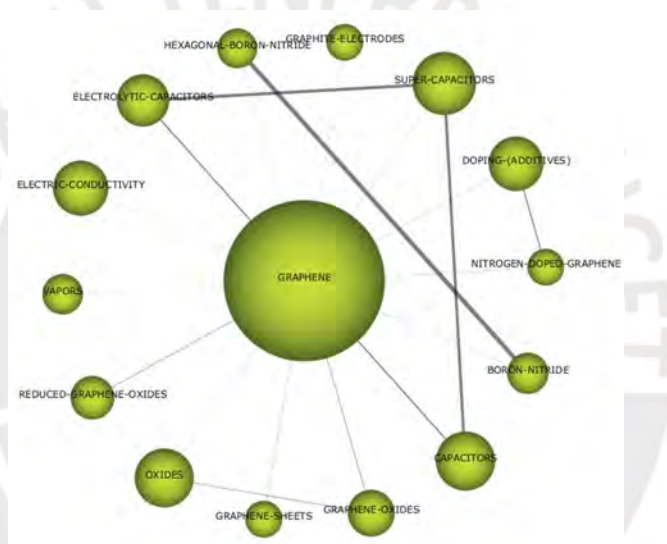 GRAPHITE-ELECTRODES
HEXAGONAL-BORON-NITRIDE
SUPER-CAPACITORS
ELECTROLYTIC-CAPACITORS
DOPING-(ADDITIVES)
ELECTRIC-CONDUCTIVITY
NITROGEN-DOPED-GRAPHENE
GRAPHENE
VAPORS
BORON-NITRIDE
REDUCED-GRAPHENE-OXIDES
CAPACITORS
OXIDES
GRAPHENE-OXIDES
GRAPHENE-SHEETS